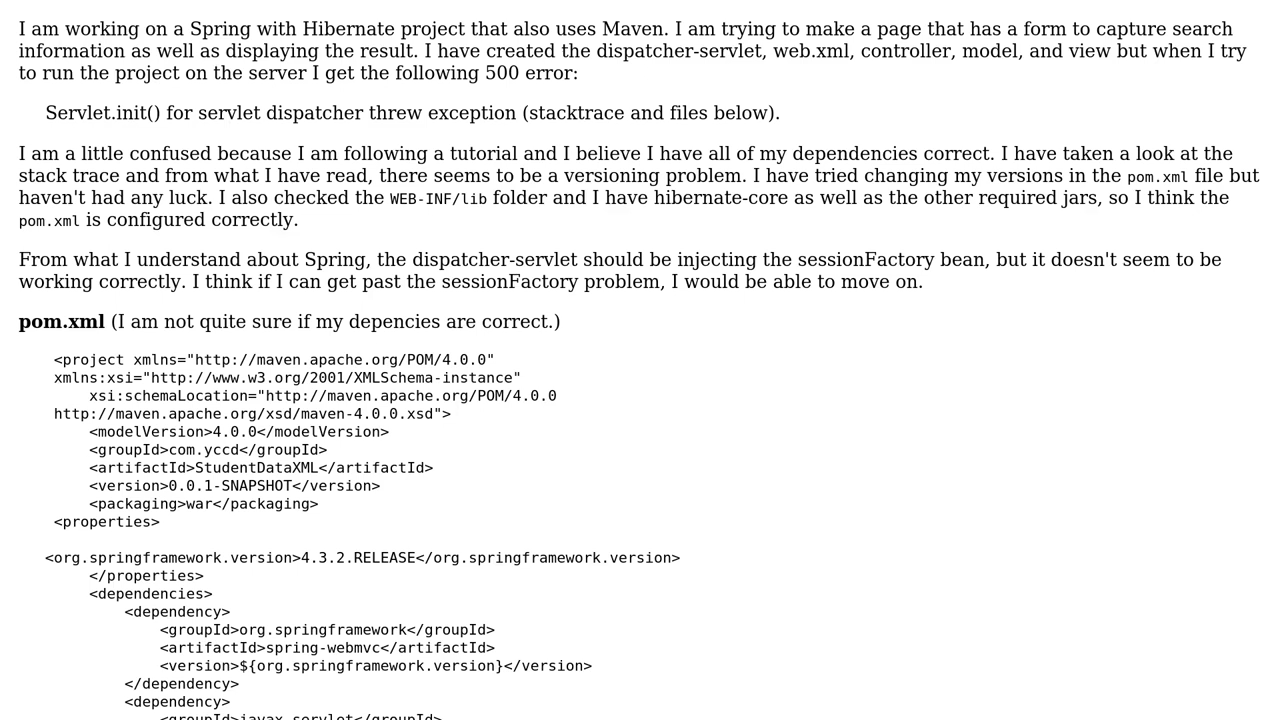 I am working on a Spring with Hibernate project that also uses Maven. I am trying to make a page that has a form to capture search
information as well as displaying the result. I have created the dispatcher-servlet, web.xml, controller, model, and view but when I try
to run the project on the server I get the following 500 error:
Servlet.init() for servlet dispatcher threw exception (stacktrace and files below).
I am a little confused because I am following a tutorial and I believe I have all of my dependencies correct. I have taken a look at the
stack trace and from what I have read, there seems to be a versioning problem. I have tried changing my versions in the pom.xml file but
haven't had any luck. I also checked the WEB-INF/lib folder and I have hibernate-core as well as the other required jars, so I think the
pom.xml is configured correctly.
From what I understand about Spring, the dispatcher-servlet should be injecting the sessionFactory bean, but it doesn't seem to be
working correctly. I think if I can get past the sessionFactory problem, I would be able to move on.
pom.xml (I am not quite sure if my depencies are correct.)
<project xmlns="http://maven.apache.org/POM/4.0.0"
xmlns:xsi="http://www.w3.org/2001/XMLSchema-instance"
xsi:schemaLocation="http://maven.apache.org/POM/4.0.0
http://maven.apache.org/xsd/maven-4.0.0.xsd">
<modelVersion>4.0.0</modelVersion>
<groupId>com.yccd</groupId>
<artifactId>StudentDataXML</artifactId>
<version>0.0.1-SNAPSHOT</version>
<packaging>war</packaging>
<properties>
<org.springframework.version>4.3.2.RELEASE</org.springframework.version>
</properties>
<dependencies>
<dependency>
<groupId>org.springframework</groupId>
<artifactId>spring-webmvc</artifactId>
<version>${org.springframework.version}</version>
</dependency>
<dependency>
<groupId>javax.servlet</groupId>